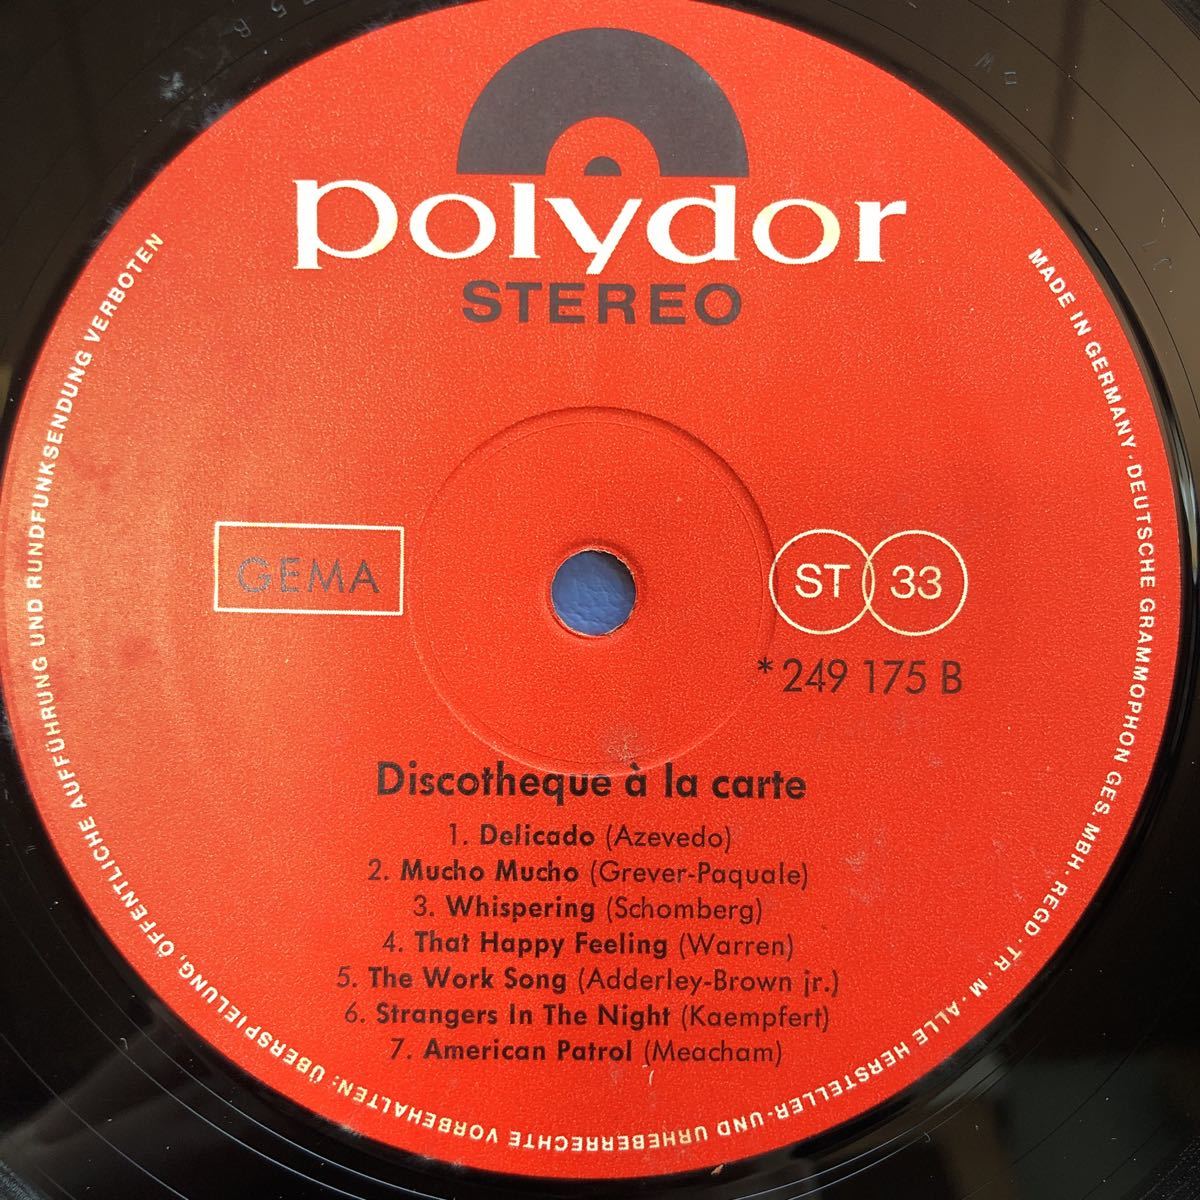 polydor
STEREO
MADE IN GERMANY · DEUTSCHE GRAMMOPHON GES. MBH · REGD · TR · M · ALLE HERSTELLER- UND URHEBERRECHTE VORBEHALTEN: ÜBERSPIELUNG, ÖFFENTLICHE AUFFÜHRUNG UND RUNDFUNKSENDUNG VERBOTEN
GEMA
ST 33
*249 175 B
Discotheque à la carte
1. Delicado (Azevedo)
2. Mucho Mucho (Grever-Paquale)
3. Whispering (Schomberg)
4. That Happy Feeling (Warren)
5. The Work Song (Adderley-Brown jr.)
6. Strangers In The Night (Kaempfert)
7. American Patrol (Meacham)